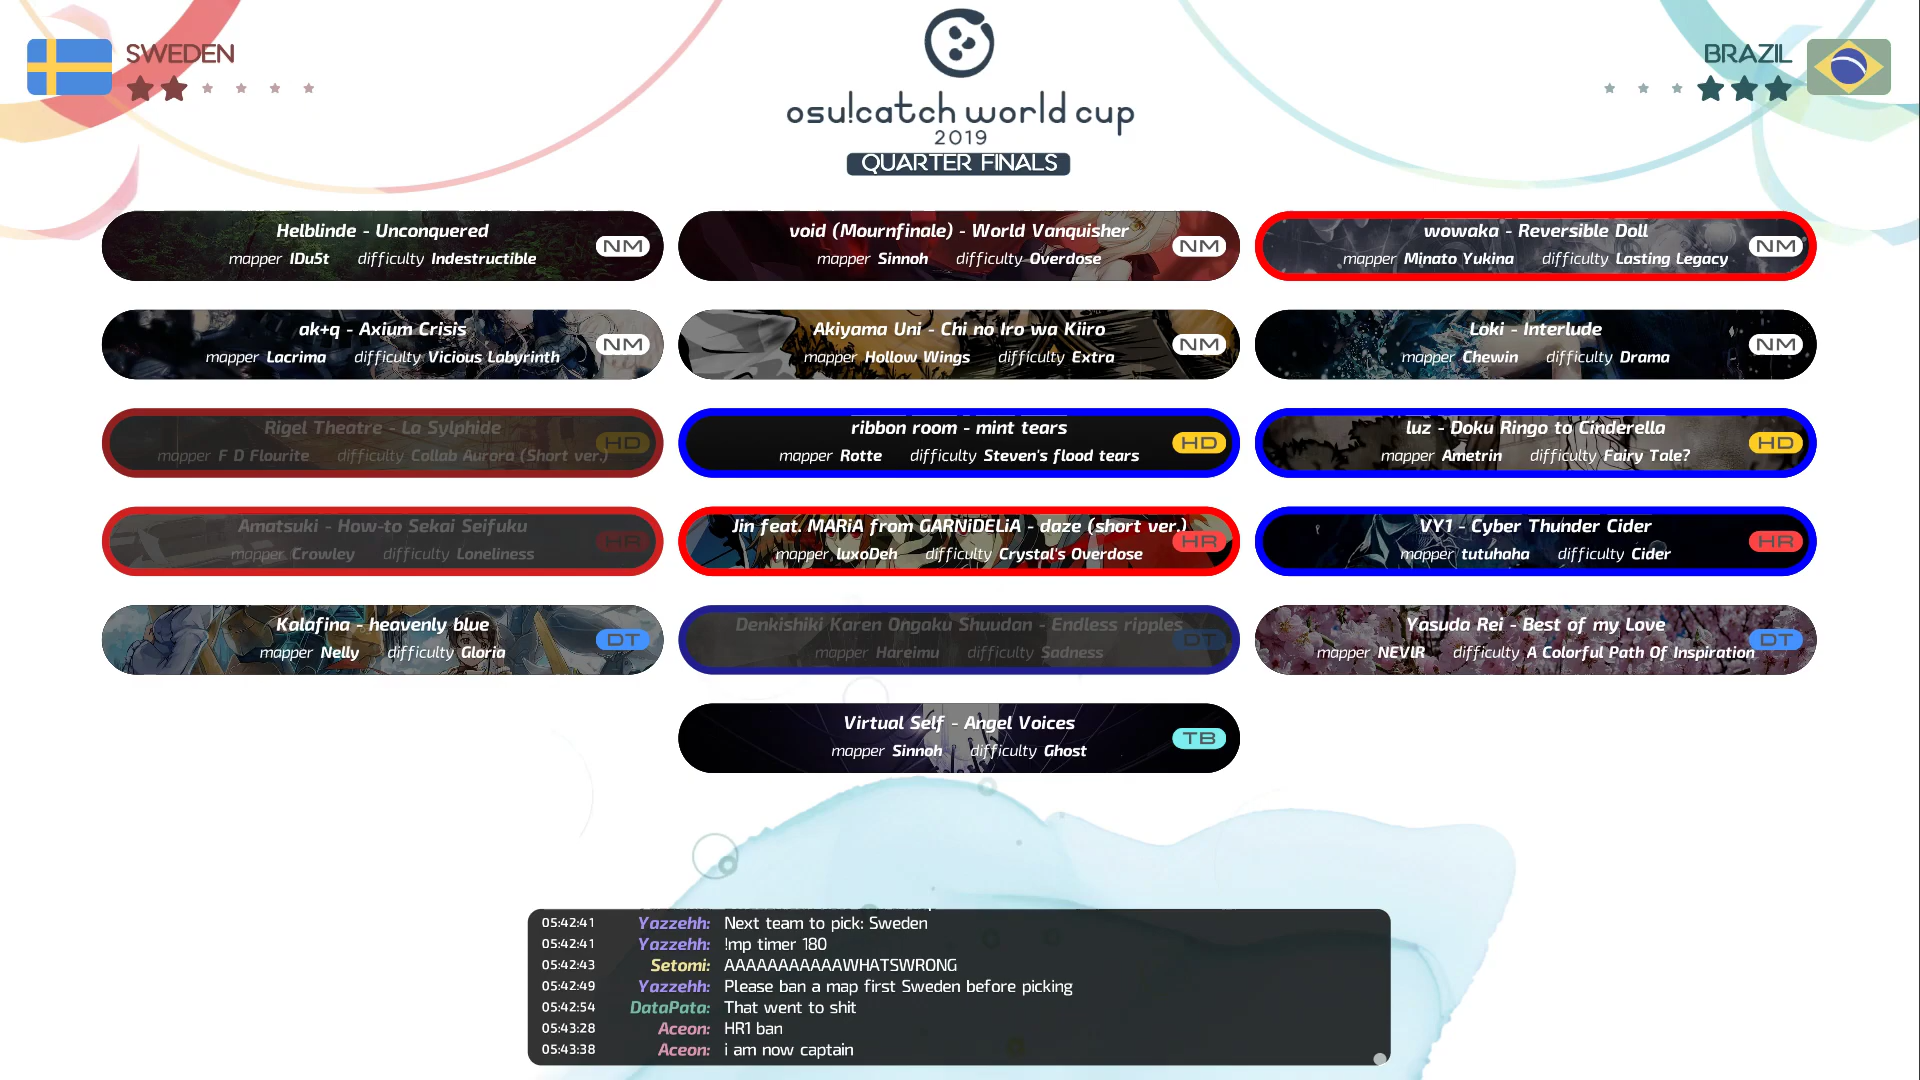 SWEDEN
BRAZIL
osu!catch world cup
2019
QUARTER FINALS
Helblinde - Unconquered
mapper IDu5t difficulty Indestructible
NM
void (Mournfinale) - World Vanquisher
mapper Sinnoh difficulty Overdose
NM
wowaka - Reversible Doll
mapper Minato Yukina difficulty Lasting Legacy
NM
ak+q - Axium Crisis
mapper Lacrima difficulty Vicious Labyrinth
NM
Akiyama Uni - Chi no Iro wa Kiiro
mapper Hollow Wings difficulty Extra
NM
Loki - Interlude
mapper Chewin difficulty Drama
NM
Rigel Theatre - La Sylphide
mapper F D Flourite difficulty Collab Aurora (Short ver.)
HD
ribbon room - mint tears
mapper Rotte difficulty Steven's flood tears
HD
luz - Doku Ringo to Cinderella
mapper Ametrin difficulty Fairy Tale?
HD
Amatsuki - How-to Sekai Seifuku
mapper Crowley difficulty Loneliness
HR
Jin feat. MARiA from GARNiDELiA - daze (short ver.)
mapper luxoDeh difficulty Crystal's Overdose
HR
VY1 - Cyber Thunder Cider
mapper tutuhaha difficulty Cider
HR
Kalafina - heavenly blue
mapper Nelly difficulty Gloria
DT
Denkishiki Karen Ongaku Shuudan - Endless ripples
mapper Hareimu difficulty Sadness
DT
Yasuda Rei - Best of my Love
mapper NEVIR difficulty A Colorful Path Of Inspiration
DT
Virtual Self - Angel Voices
mapper Sinnoh difficulty Ghost
TB
05:42:41 Yazzehh: Next team to pick: Sweden
05:42:41 Yazzehh: !mp timer 180
05:42:43 Setomi: AAAAAAAAAAAWHATSWRONG
05:42:49 Yazzehh: Please ban a map first Sweden before picking
05:42:54 DataPata: That went to shit
05:43:28 Aceon: HR1 ban
05:43:38 Aceon: i am now captain